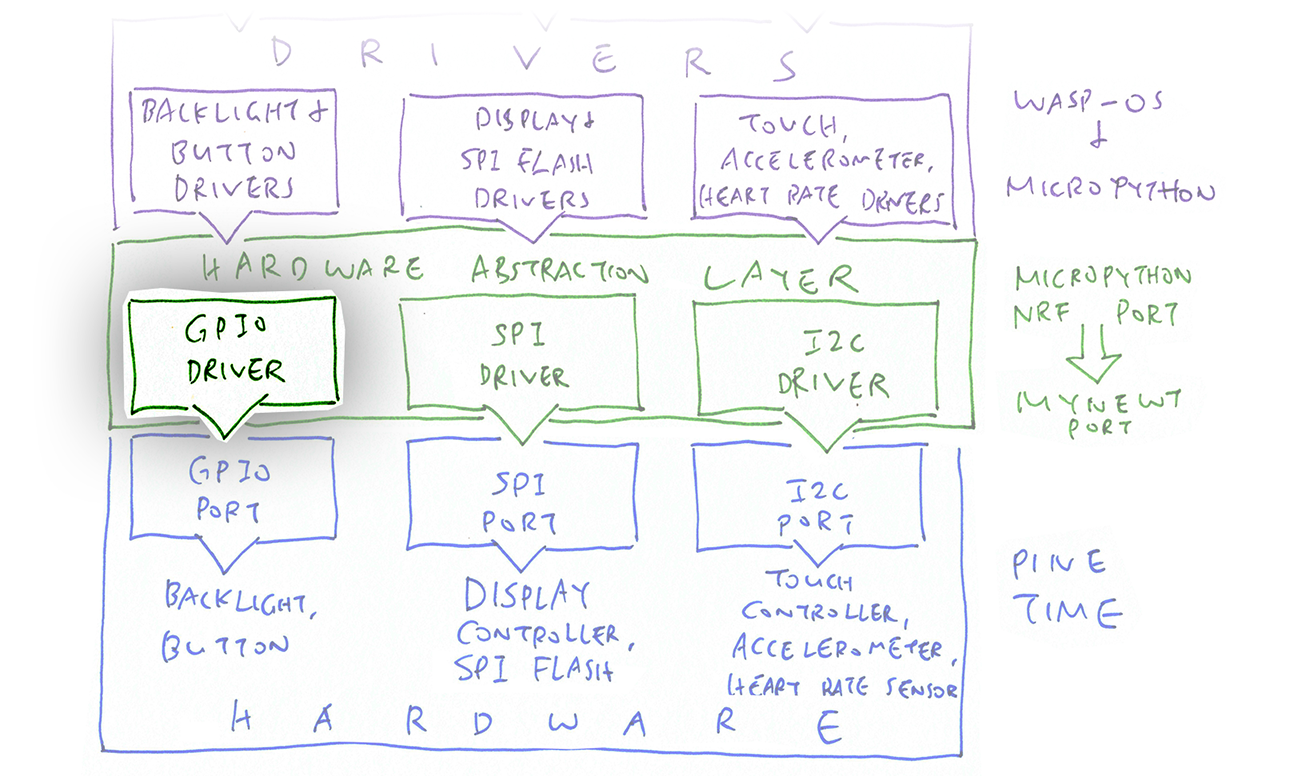 DRIVERS
BACKLIGHT &
BUTTON
DRIVERS
DISPLAY &
SPI FLASH
DRIVERS
TOUCH,
ACCELEROMETER,
HEART RATE DRIVERS
WASP-OS
↓
MICROPYTHON
HARDWARE ABSTRACTION LAYER
GPIO
DRIVER
SPI
DRIVER
I2C
DRIVER
MICROPYTHON
NRF PORT
MYNEWT
PORT
GPIO
PORT
SPI
PORT
I2C
PORT
BACKLIGHT,
BUTTON
DISPLAY
CONTROLLER,
SPI FLASH
TOUCH
CONTROLLER,
ACCELEROMETER,
HEART RATE SENSOR
PINE
TIME
HARDWARE